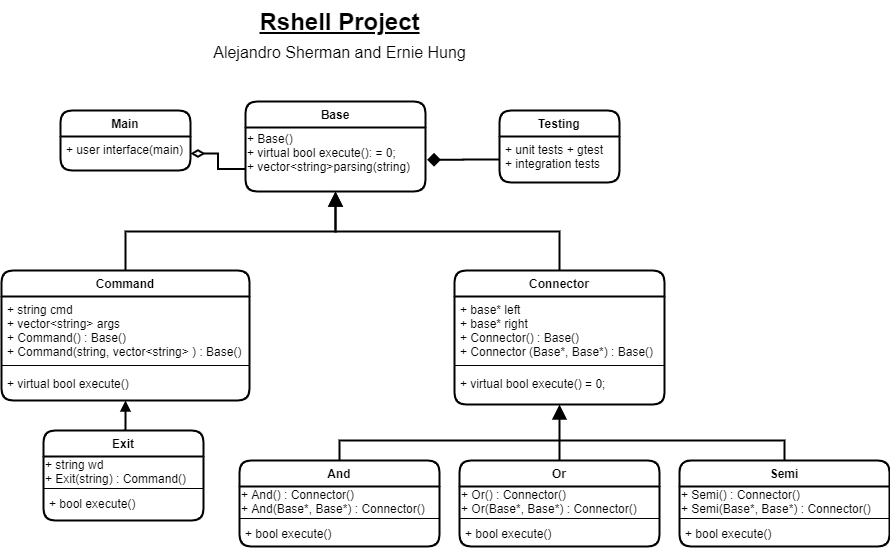 Rshell Project
Alejandro Sherman and Ernie Hung
Main
+ user interface(main)
Base
+ Base()
+ virtual bool execute(): = 0;
+ vector<string>parsing(string)
Testing
+ unit tests + gtest
+ integration tests
Command
+ string cmd
+ vector<string> args
+ Command() : Base()
+ Command(string, vector<string> ) : Base()
+ virtual bool execute()
Connector
+ base* left
+ base* right
+ Connector() : Base()
+ Connector (Base*, Base*) : Base()
+ virtual bool execute() = 0;
Exit
+ string wd
+ Exit(string) : Command()
+ bool execute()
And
+ And() : Connector()
+ And(Base*, Base*) : Connector()
+ bool execute()
Or
+ Or() : Connector()
+ Or(Base*, Base*) : Connector()
+ bool execute()
Semi
+ Semi() : Connector()
+ Semi(Base*, Base*) : Connector()
+ bool execute()